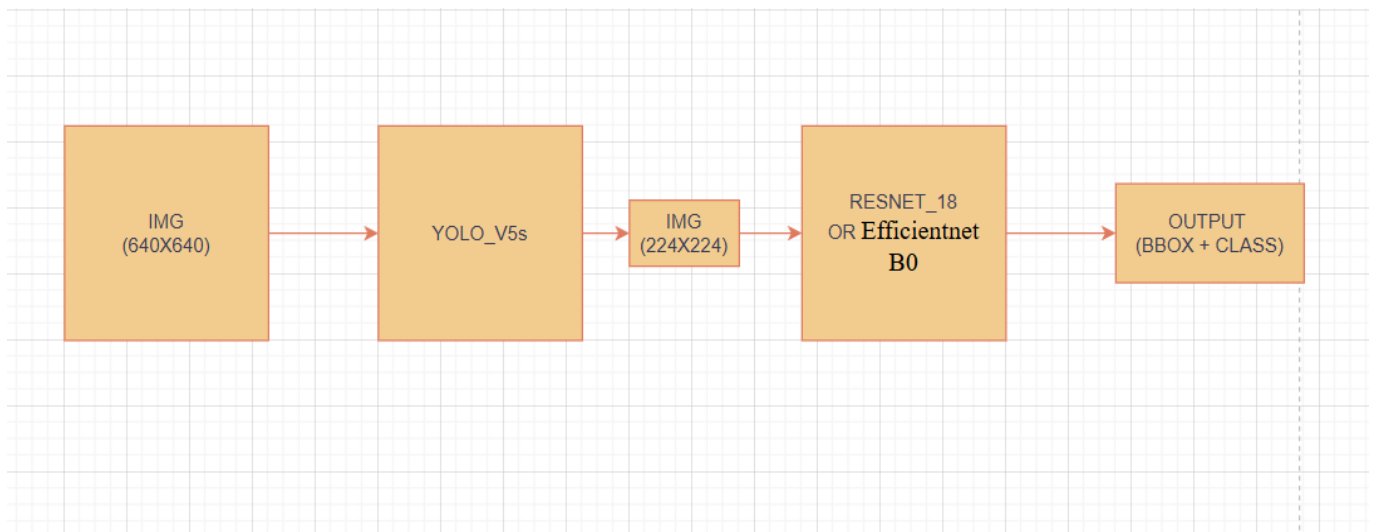 IMG
(640X640)
YOLO_V5s
IMG
(224X224)
RESNET_18
OR Efficientnet
B0
OUTPUT
(BBOX + CLASS)